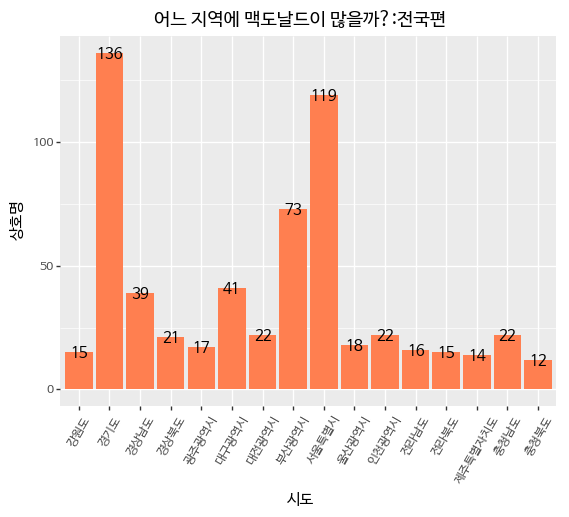 어느 지역에 맥도날드이 많을까? :전국편
상호명
100
50
0
15
136
39
21
17
41
22
73
119
18
22
16
15
14
22
12
강원도
경기도
경상남도
경상북도
광주광역시
대구광역시
대전광역시
부산광역시
서울특별시
울산광역시
인천광역시
전라남도
전라북도
제주특별자치도
충청남도
충청북도
시도